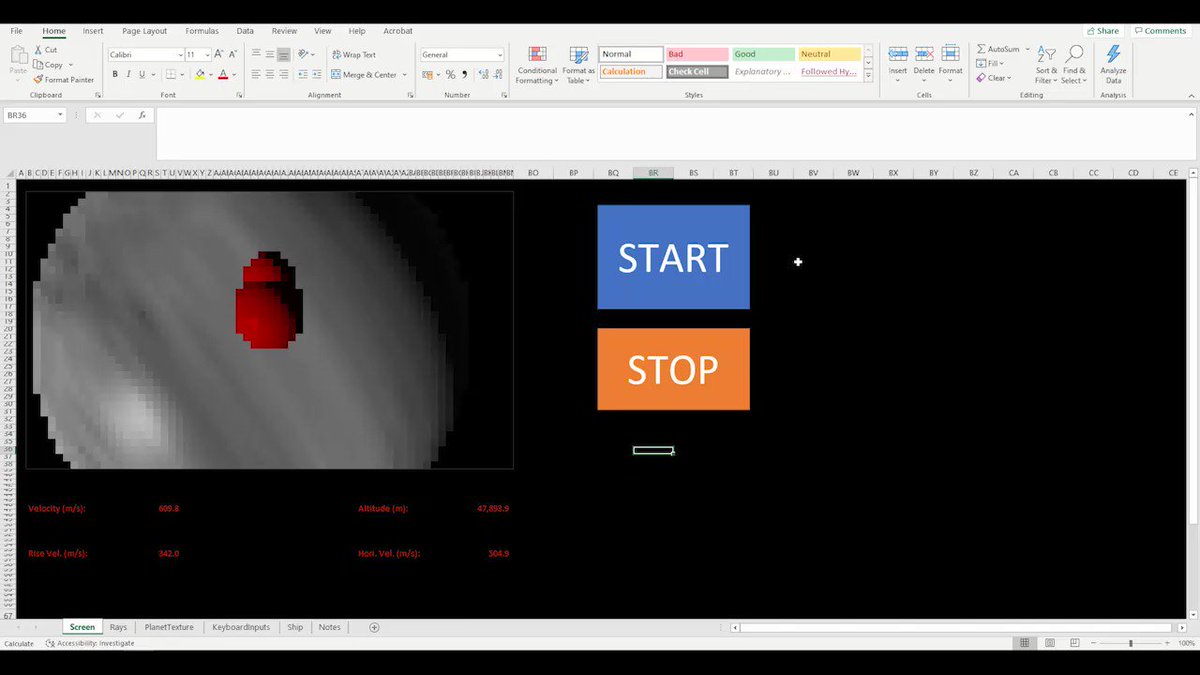 File Home Insert Page Layout Formulas Data Review View Help Acrobat Share Comments
Cut
Copy
Format Painter
Paste
Clipboard
Calibri 11
B I U
Font
Wrap Text
Merge & Center
Alignment
General
Number
Conditional Formatting
Format as Table
Normal Bad Good Neutral
Calculation Check Cell Explanatory ... Followed Hy...
Styles
Insert Delete Format
Cells
AutoSum
Fill
Clear
Sort & Filter
Find & Select
Editing
Analyze Data
Analysis
BR36
fx
A B C D E F G H I J K L M N O P Q R S T U V W X Y Z BO BP BQ BR BS BT BU BV BW BX BY BZ CA CB CC CD CE
START
STOP
Velocity (m/s): 609.8 Altitude (m): 47,893.9
Rise Vel. (m/s): 342.0 Hori. Vel. (m/s): 304.9
67
Screen Rays PlanetTexture KeyboardInputs Ship Notes
Calculate Accessibility: Investigate 100%